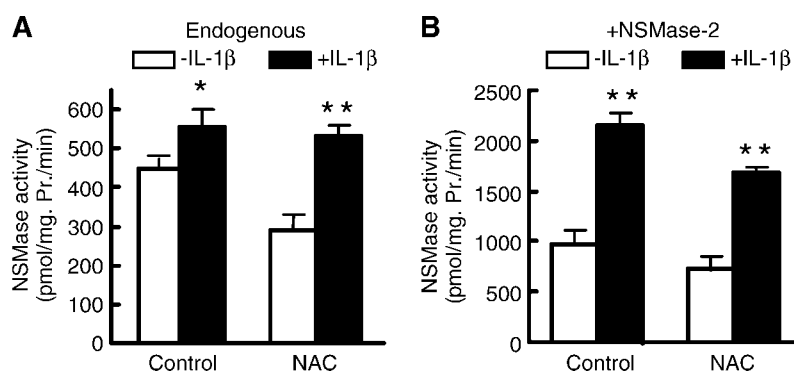 A
Endogenous
-IL-1β
+IL-1β
NSMase activity
(pmol/mg. Pr./min)
600
500
400
300
200
100
0
*
* *
Control
NAC
B
+NSMase-2
-IL-1β
+IL-1β
NSMase activity
(pmol/mg. Pr./min)
2500
2000
1500
1000
500
0
* *
* *
Control
NAC